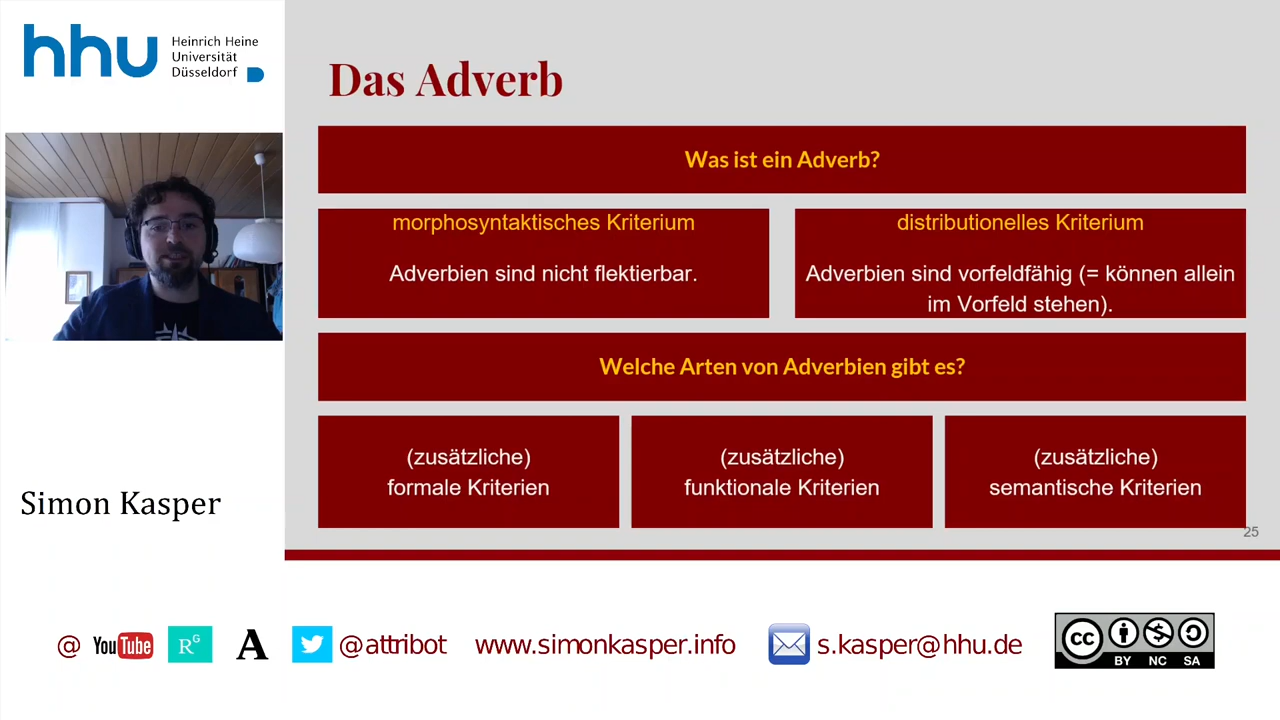 hhu
Heinrich Heine
Universität
Düsseldorf
Das Adverb
Was ist ein Adverb?
morphosyntaktisches Kriterium
Adverbien sind nicht flektierbar.
distributionelles Kriterium
Adverbien sind vorfeldfähig (= können allein
im Vorfeld stehen).
Welche Arten von Adverbien gibt es?
(zusätzliche)
formale Kriterien
(zusätzliche)
funktionale Kriterien
(zusätzliche)
semantische Kriterien
25
Simon Kasper
@ YouTube RG A @attribot www.simonkasper.info s.kasper@hhu.de
cc BY NC SA